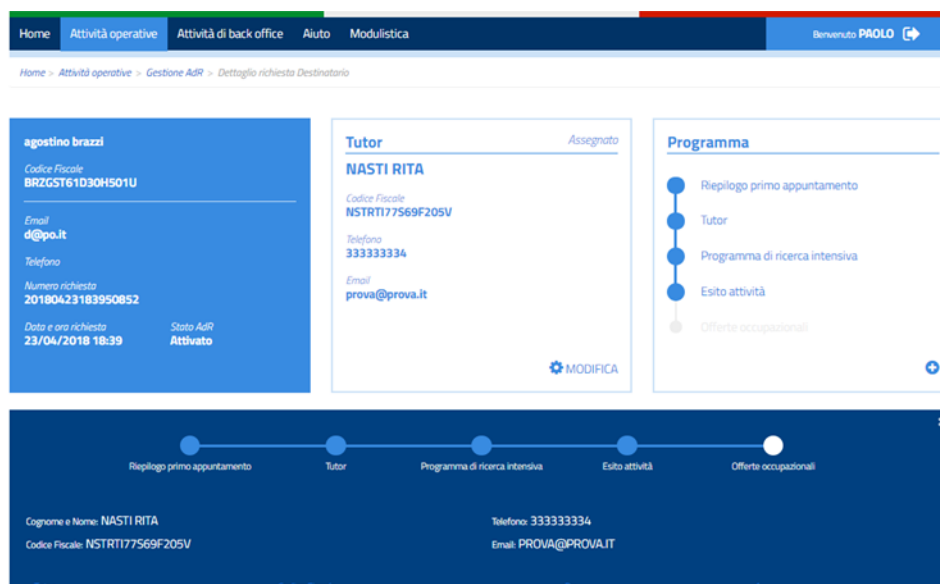 Home Attività operative Attività di back office Aiuto Modulistica Benvenuto PAOLO
Home > Attività operative > Gestione AdR > Dettaglio richiesta Destinatario
agostino brazzi
Codice Fiscale
BRZGST61D30H501U
Email
d@po.it
Telefono
Numero richiesta
20180423183950852
Data e ora richiesta Stato AdR
23/04/2018 18:39 Attivato
Tutor Assegnato
NASTI RITA
Codice Fiscale
NSTRTI77S69F205V
Telefono
333333334
Email
prova@prova.it
MODIFICA
Programma
Riepilogo primo appuntamento
Tutor
Programma di ricerca intensiva
Esito attività
Offerte occupazionali
Riepilogo primo appuntamento Tutor Programma di ricerca intensiva Esito attività Offerte occupazionali
Cognome e Nome: NASTI RITA Telefono: 333333334
Codice Fiscale: NSTRTI77S69F205V Email: PROVA@PROVA.IT